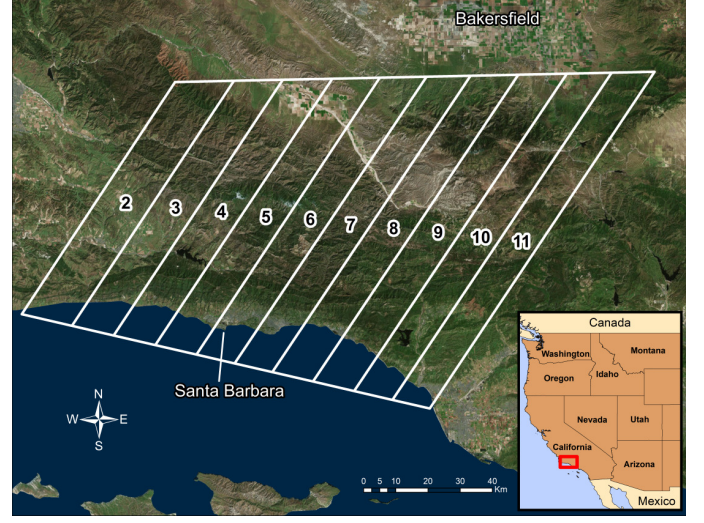 Bakersfield
2
3
4
5
6
7
8
9
10
11
Santa Barbara
N
W E
S
0 5 10 20 30 40
Km
Canada
Washington
Montana
Oregon
Idaho
Nevada
Utah
California
Arizona
Mexico